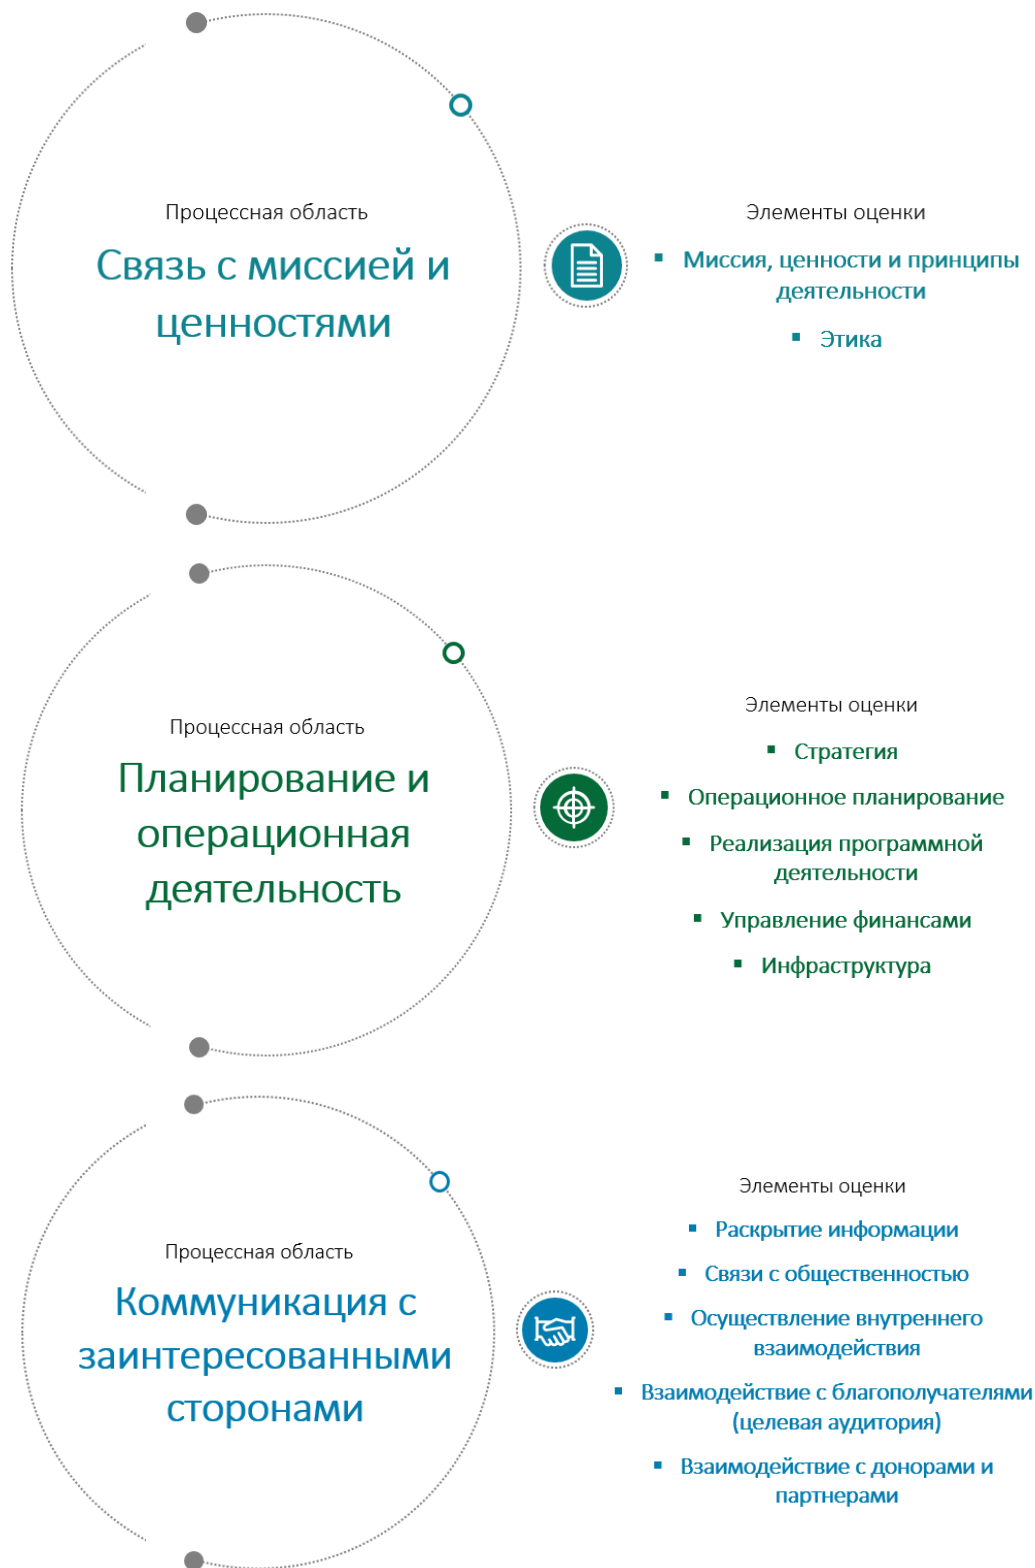 Процессная область
Связь с миссией и
ценностями
Элементы оценки
▪ Миссия, ценности и принципы
деятельности
▪ Этика
Процессная область
Планирование и
операционная
деятельность
Элементы оценки
▪ Стратегия
▪ Операционное планирование
▪ Реализация программной
деятельности
▪ Управление финансами
▪ Инфраструктура
Процессная область
Коммуникация с
заинтересованными
сторонами
Элементы оценки
▪ Раскрытие информации
▪ Связи с общественностью
▪ Осуществление внутреннего
взаимодействия
▪ Взаимодействие с благополучателями
(целевая аудитория)
▪ Взаимодействие с донорами и
партнерами